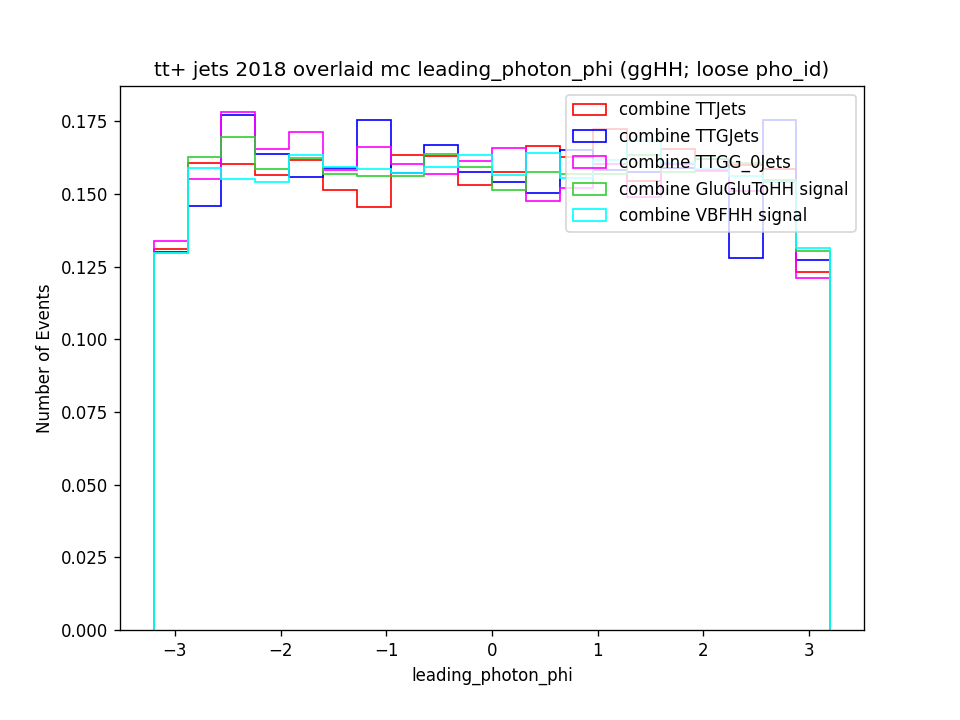 tt+ jets 2018 overlaid mc leading_photon_phi (ggHH; loose pho_id)
combine TTJets
combine TTGJets
combine TTGG_0Jets
combine GluGluToHH signal
combine VBFHH signal
Number of Events
0.175
0.150
0.125
0.100
0.075
0.050
0.025
0.000
−3 −2 −1 0 1 2 3
leading_photon_phi